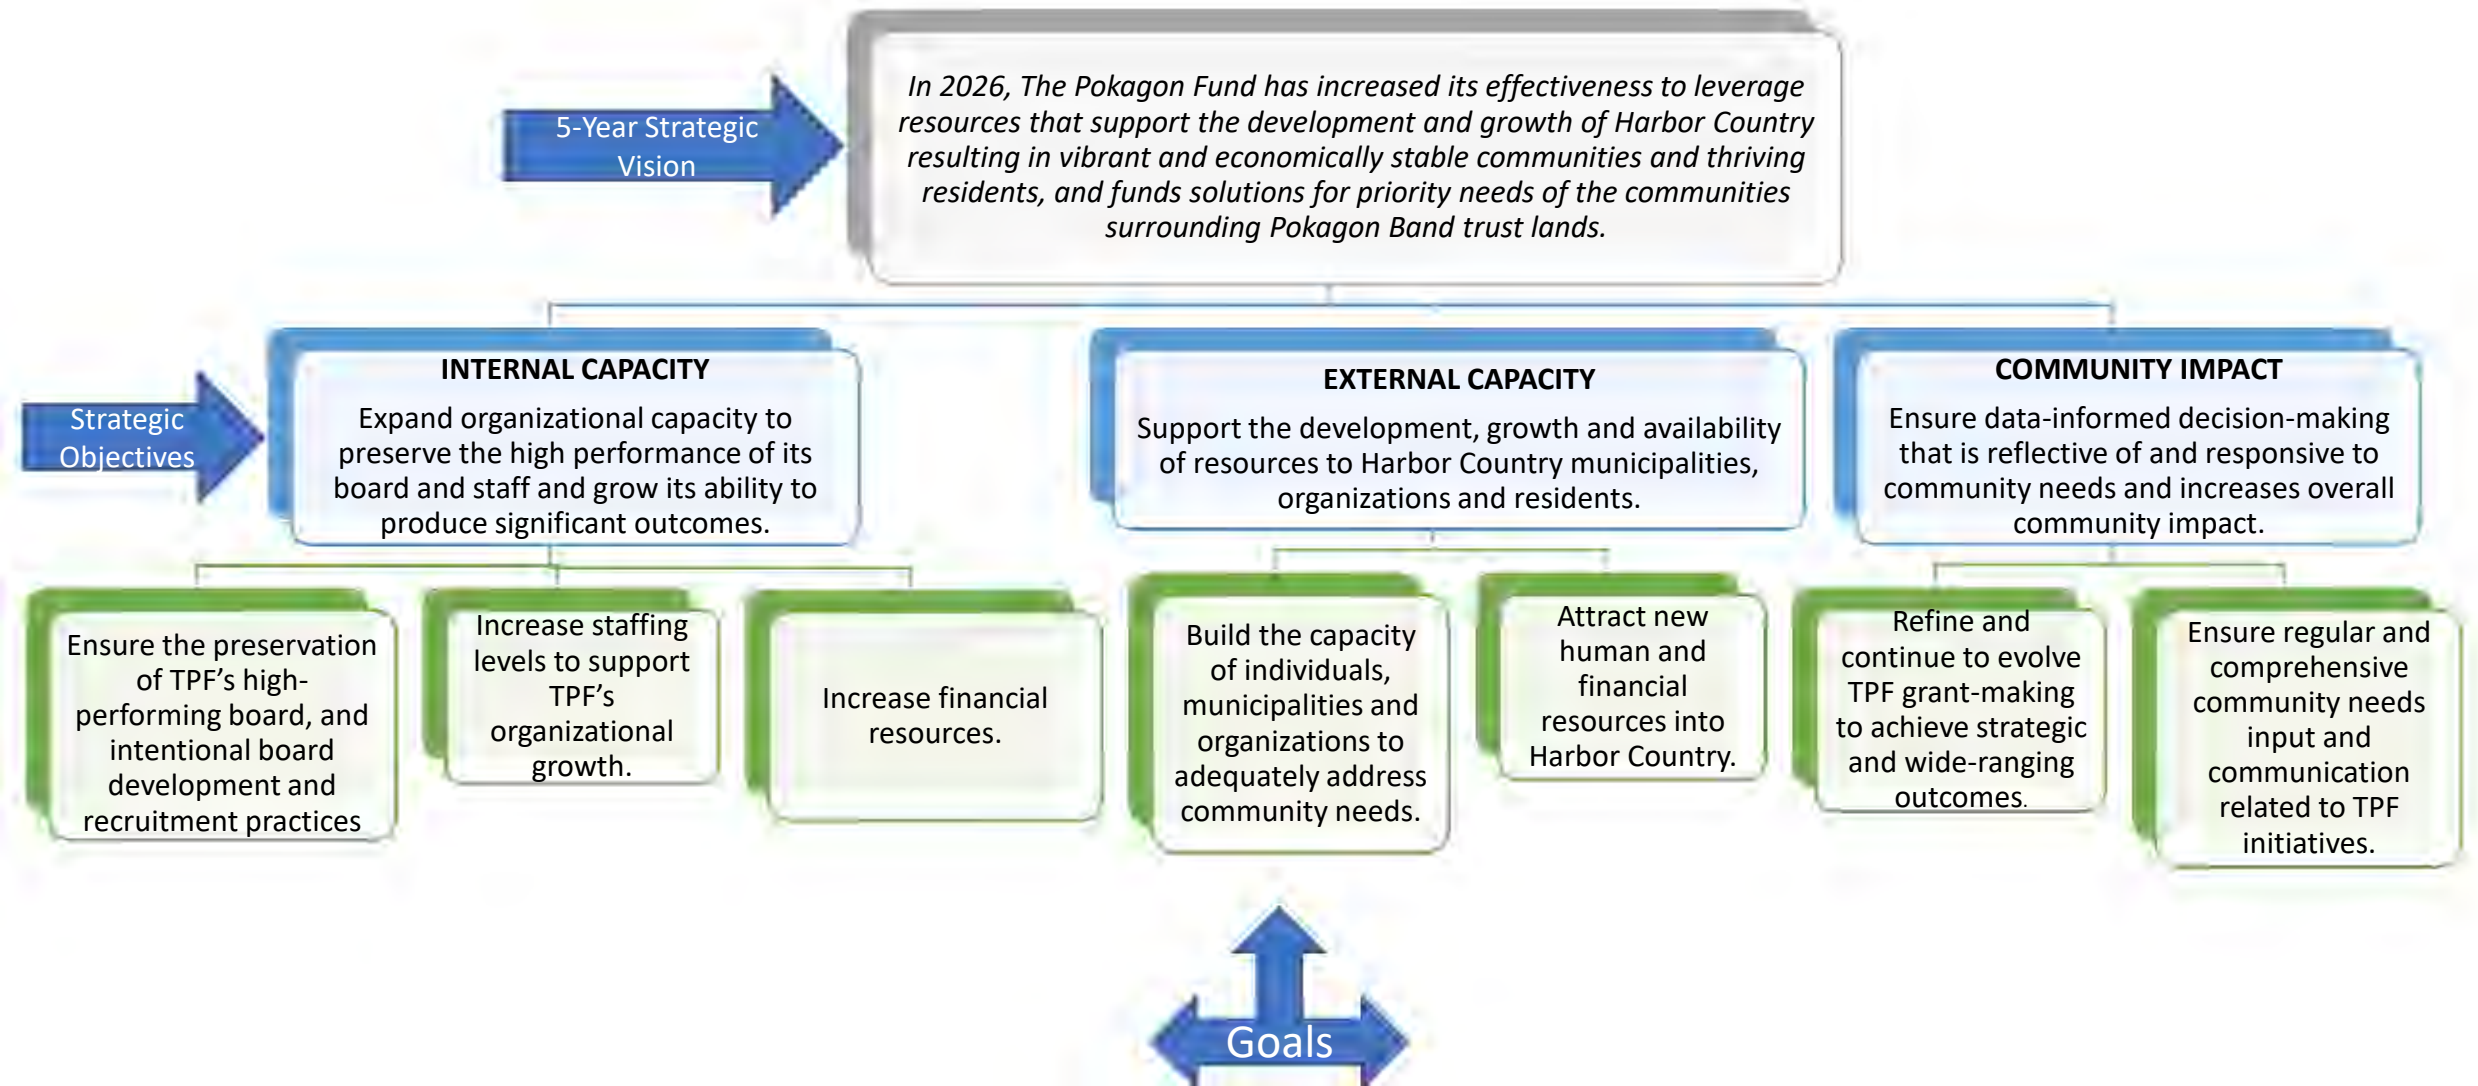 In 2026, The Pokagon Fund has increased its effectiveness to leverage
resources that support the development and growth of Harbor Country
resulting in vibrant and economically stable communities and thriving
residents, and funds solutions for priority needs of the communities
surrounding Pokagon Band trust lands.
5-Year Strategic
Vision
Strategic
Objectives
INTERNAL CAPACITY
Expand organizational capacity to
preserve the high performance of its
board and staff and grow its ability to
produce significant outcomes.
EXTERNAL CAPACITY
Support the development, growth and availability
of resources to Harbor Country municipalities,
organizations and residents.
COMMUNITY IMPACT
Ensure data-informed decision-making
that is reflective of and responsive to
community needs and increases overall
community impact.
Ensure the preservation
of TPF’s high-
performing board, and
intentional board
development and
recruitment practices
Increase staffing
levels to support
TPF’s
organizational
growth.
Increase financial
resources.
Build the capacity
of individuals,
municipalities and
organizations to
adequately address
community needs.
Attract new
human and
financial
resources into
Harbor Country.
Refine and
continue to evolve
TPF grant-making
to achieve strategic
and wide-ranging
outcomes.
Ensure regular and
comprehensive
community needs
input and
communication
related to TPF
initiatives.
Goals